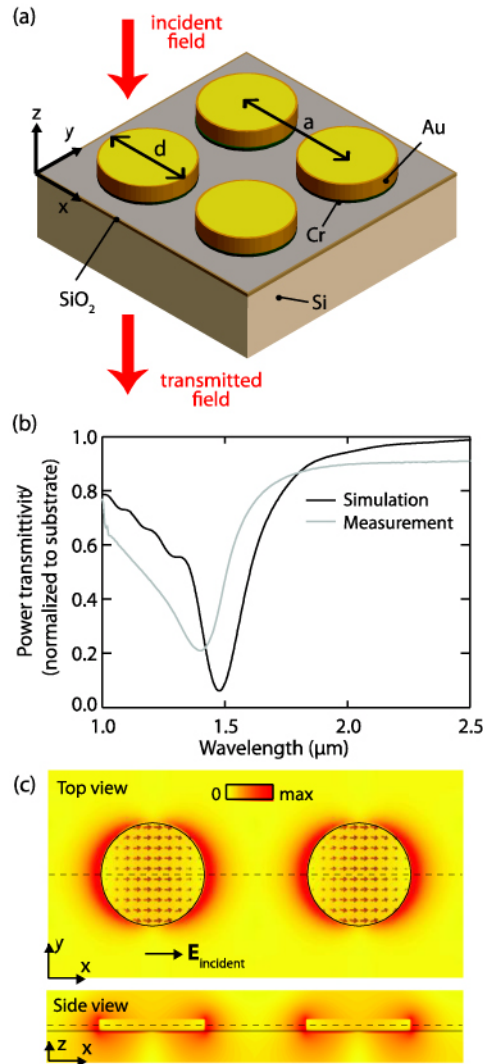 (a)
incident
field
z
y
x
d
a
Au
Cr
SiO2
Si
transmitted
field
(b)
Power transmittivity
(normalized to substrate)
1.0
0.8
0.6
0.4
0.2
0.0
Simulation
Measurement
1.0 1.5 2.0 2.5
Wavelength (μm)
(c)
Top view
0 max
y
x
Eincident
Side view
z
x